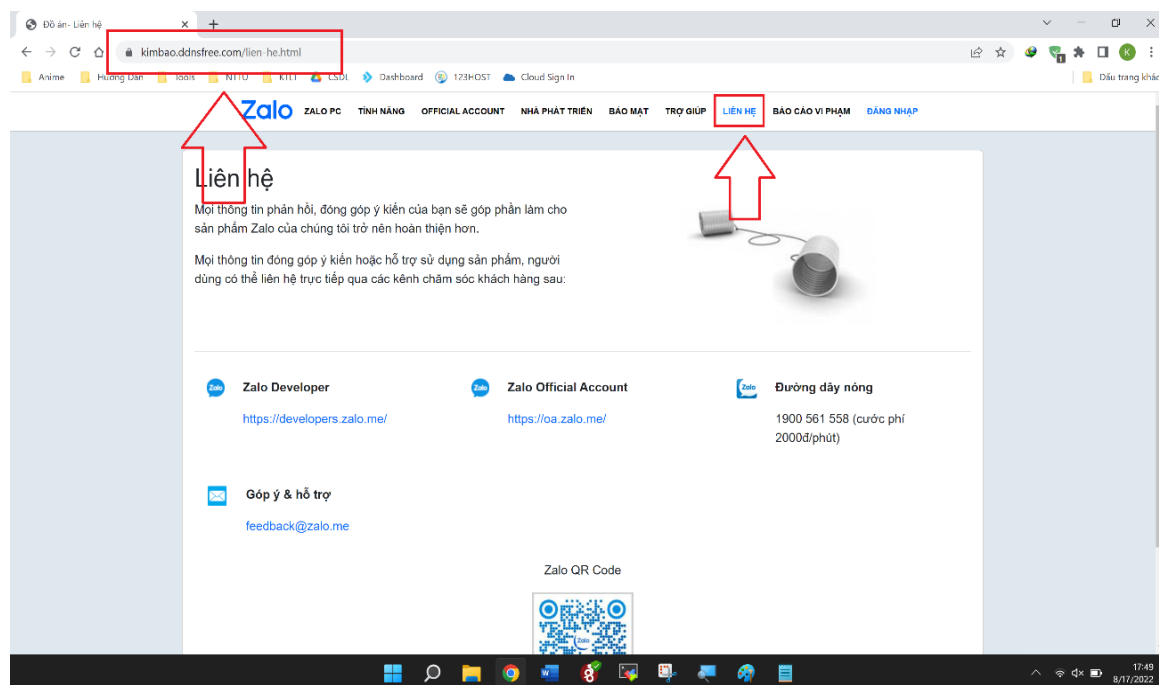 Đồ án- Liên hệ
kimbao.ddnsfree.com/lien-he.html
K
Anime Hướng Dẫn Tools NTTU KTLT CSDL Dashboard 123HOST Cloud Sign In Dấu trang khác
Zalo ZALO PC TÍNH NĂNG OFFICIAL ACCOUNT NHÀ PHÁT TRIỂN BẢO MẬT TRỢ GIÚP LIÊN HỆ BÁO CÁO VI PHẠM ĐĂNG NHẬP
Liên hệ
Mọi thông tin phản hồi, đóng góp ý kiến của bạn sẽ góp phần làm cho
sản phẩm Zalo của chúng tôi trở nên hoàn thiện hơn.
Mọi thông tin đóng góp ý kiến hoặc hỗ trợ sử dụng sản phẩm, người
dùng có thể liên hệ trực tiếp qua các kênh chăm sóc khách hàng sau:
Zalo Zalo Developer
https://developers.zalo.me/
Zalo Zalo Official Account
https://oa.zalo.me/
Zalo Đường dây nóng
1900 561 558 (cước phí
2000đ/phút)
Góp ý & hỗ trợ
feedback@zalo.me
Zalo QR Code
Zalo
17:49
8/17/2022